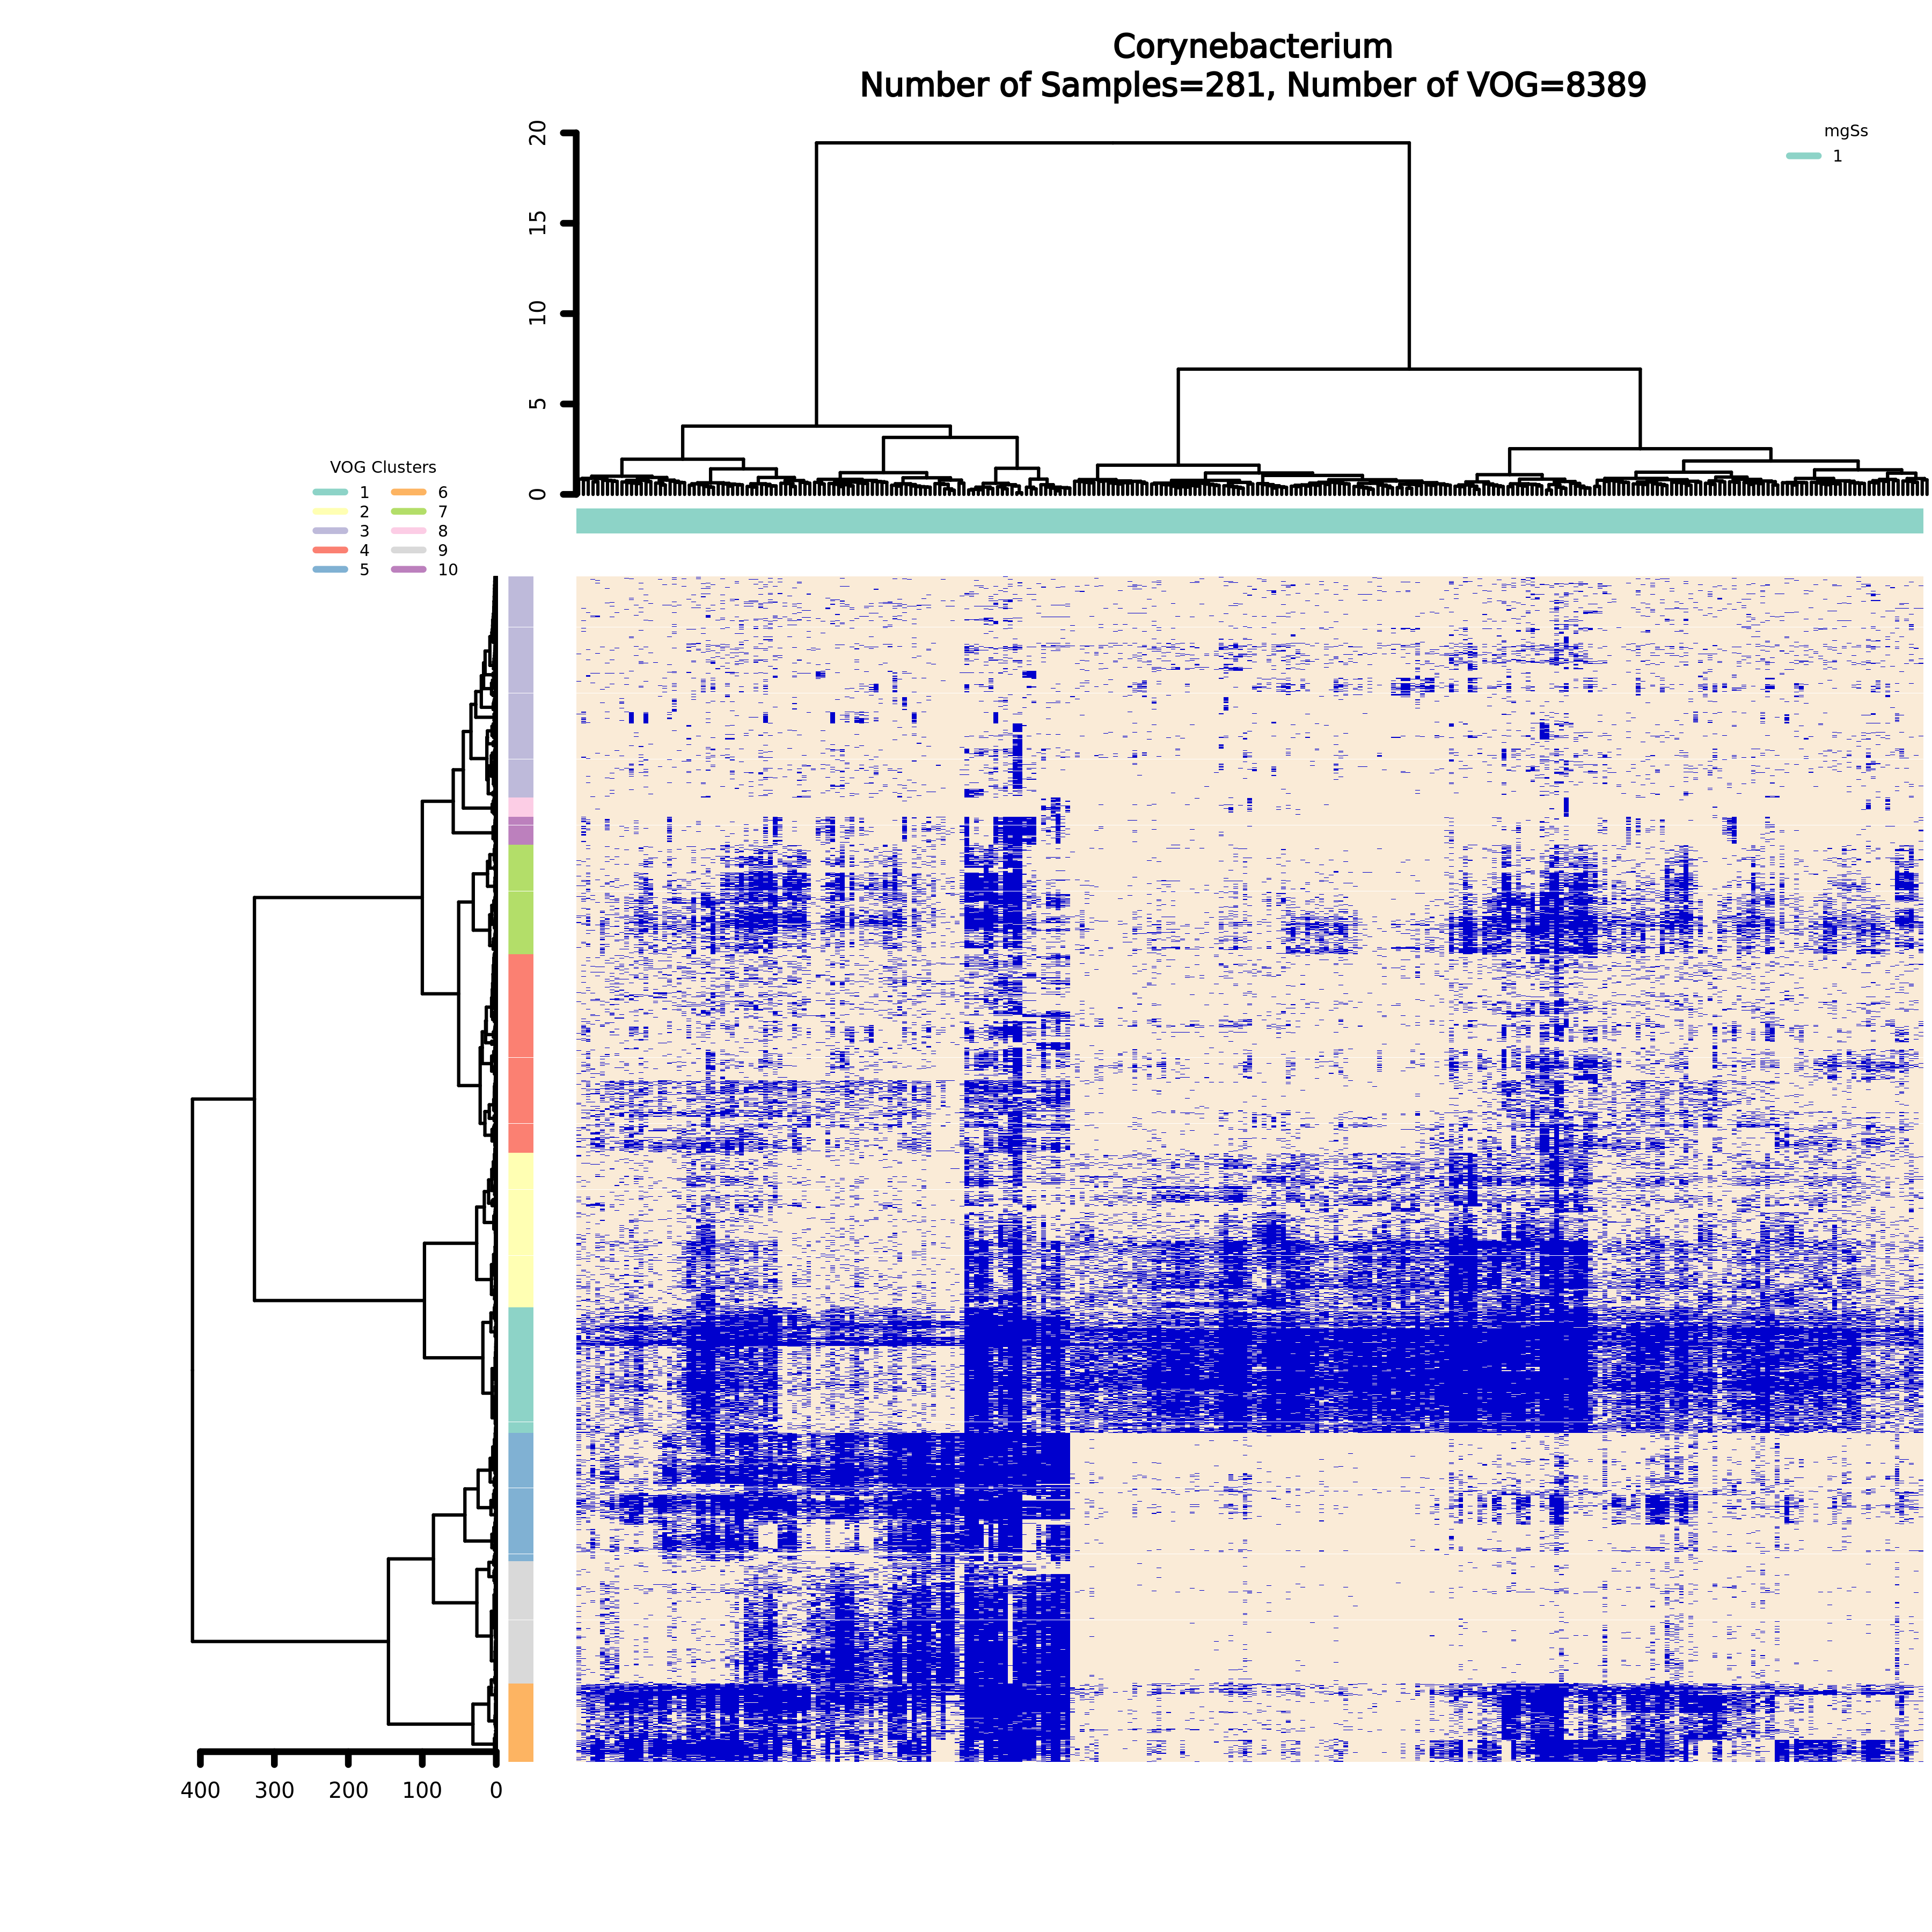 Corynebacterium
Number of Samples=281, Number of VOG=8389
mgSs
1
20
15
10
5
0
VOG Clusters
1 6
2 7
3 8
4 9
5 10
400 300 200 100 0